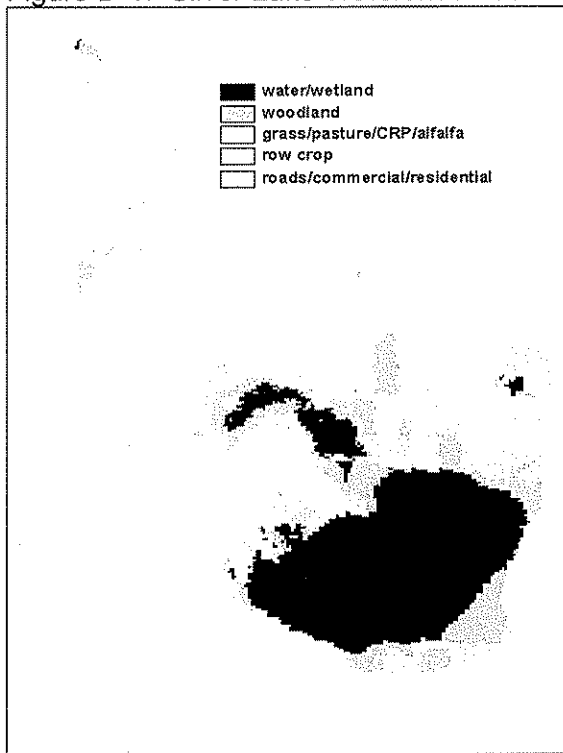 water/wetland
woodland
grass/pasture/CRP/alfalfa
row crop
roads/commercial/residential